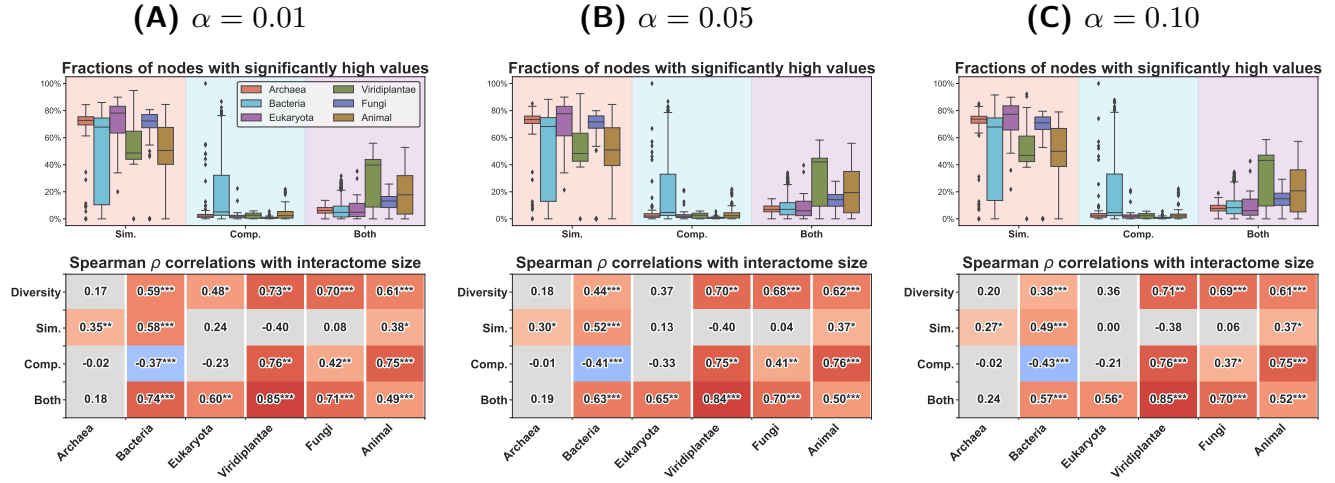 (A) α = 0.01
Fractions of nodes with significantly high values
100%
80%
60%
40%
20%
0%
Archaea
Bacteria
Eukaryota
Viridiplantae
Fungi
Animal
Sim. Comp. Both
Spearman ρ correlations with interactome size
Diversity 0.17 0.59*** 0.48* 0.73** 0.70*** 0.61***
Sim. 0.35** 0.58*** 0.24 -0.40 0.08 0.38*
Comp. -0.02 -0.37*** -0.23 0.76** 0.42** 0.75***
Both 0.18 0.74*** 0.60** 0.85*** 0.71*** 0.49***
Archaea Bacteria Eukaryota Viridiplantae Fungi Animal
(B) α = 0.05
Fractions of nodes with significantly high values
100%
80%
60%
40%
20%
0%
Sim. Comp. Both
Spearman ρ correlations with interactome size
Diversity 0.18 0.44*** 0.37 0.70** 0.68*** 0.62***
Sim. 0.30* 0.52*** 0.13 -0.40 0.04 0.37*
Comp. -0.01 -0.41*** -0.33 0.75** 0.41** 0.76***
Both 0.19 0.63*** 0.65** 0.84*** 0.70*** 0.50***
Archaea Bacteria Eukaryota Viridiplantae Fungi Animal
(C) α = 0.10
Fractions of nodes with significantly high values
100%
80%
60%
40%
20%
0%
Sim. Comp. Both
Spearman ρ correlations with interactome size
Diversity 0.20 0.38*** 0.36 0.71** 0.69*** 0.61***
Sim. 0.27* 0.49*** 0.00 -0.38 0.06 0.37*
Comp. -0.02 -0.43*** -0.21 0.76*** 0.37* 0.75***
Both 0.24 0.57*** 0.56* 0.85*** 0.70*** 0.52***
Archaea Bacteria Eukaryota Viridiplantae Fungi Animal